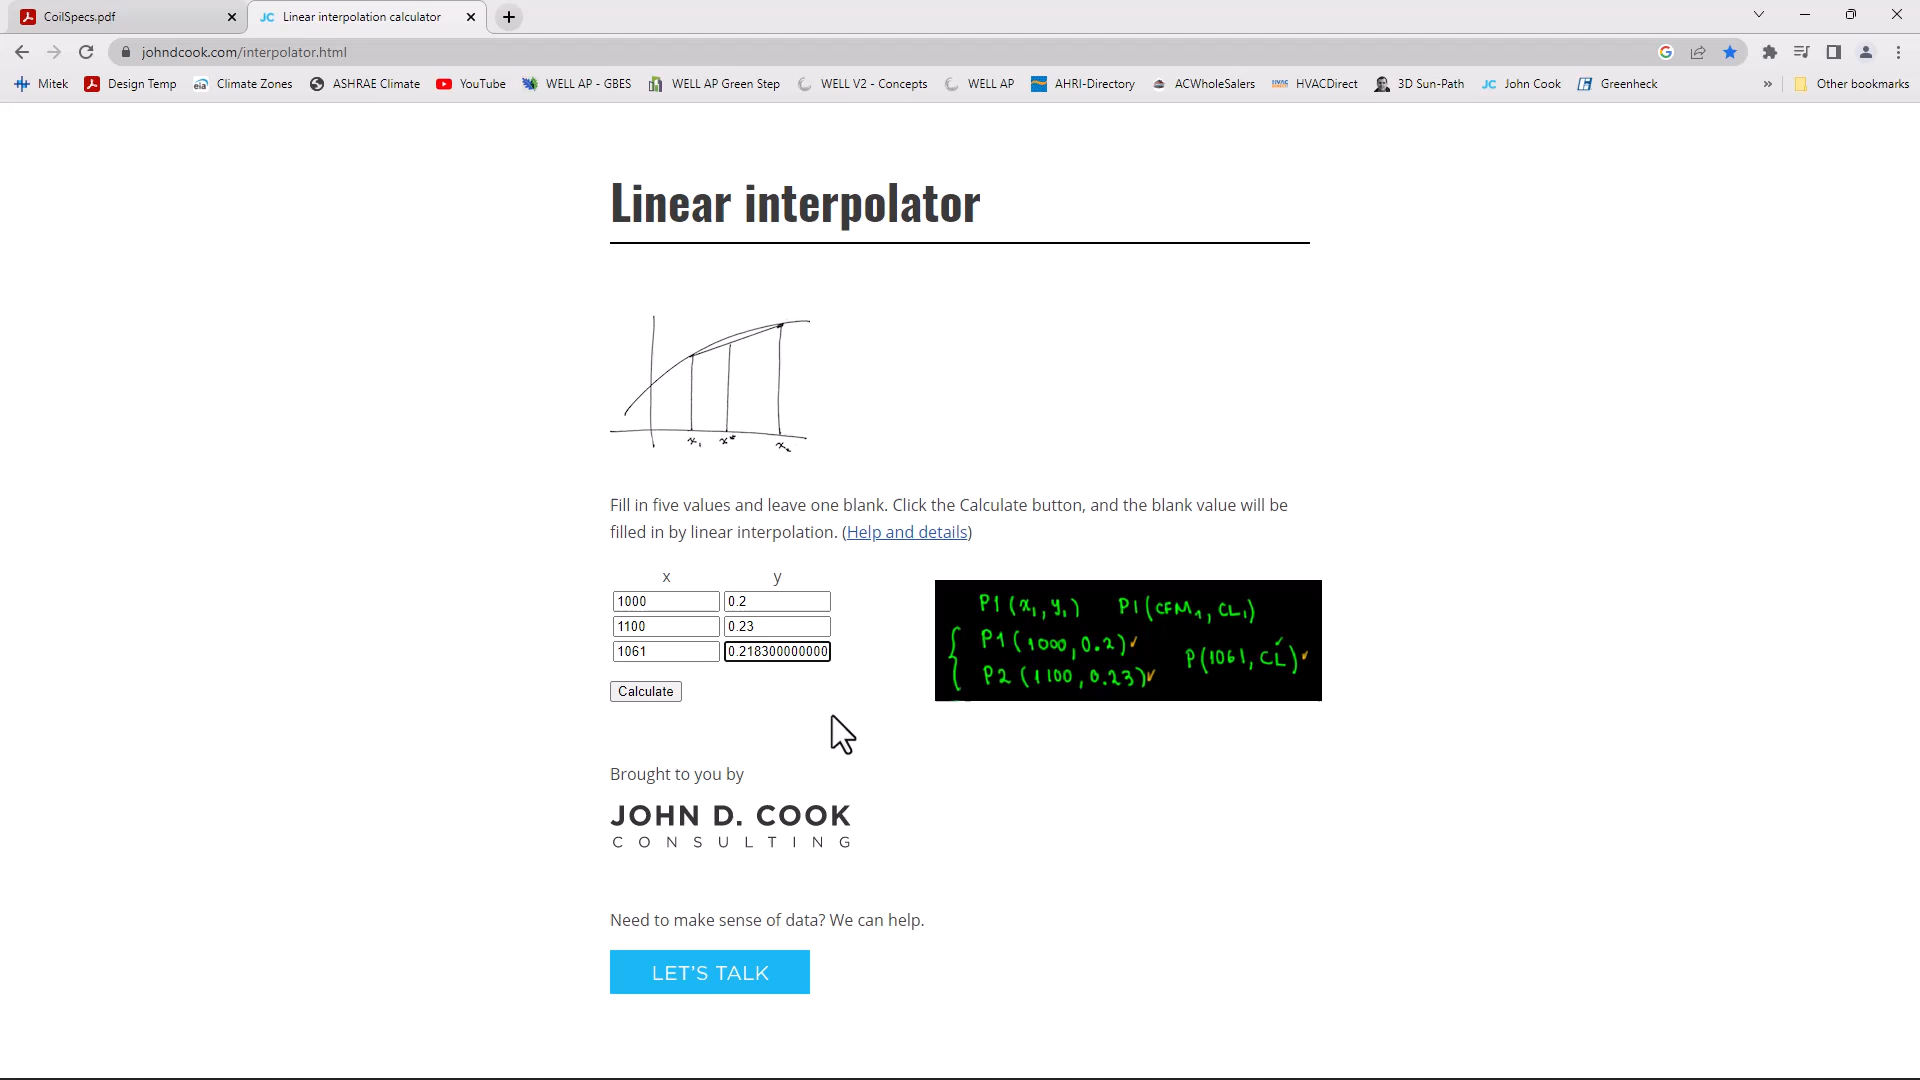 CoilSpecs.pdf
JC Linear interpolation calculator
johndcook.com/interpolator.html
Mitek Design Temp eia Climate Zones ASHRAE Climate YouTube WELL AP - GBES WELL AP Green Step WELL V2 - Concepts WELL AP AHRI-Directory ACWholeSalers HVACDirect 3D Sun-Path JC John Cook Greenheck » Other bookmarks
Linear interpolator
x₁ x* x₂
Fill in five values and leave one blank. Click the Calculate button, and the blank value will be
filled in by linear interpolation. (Help and details)
x y
1000 0.2
1100 0.23
1061 0.218300000000
Calculate
P1 (x₁, y₁) P1 (CFM₁, CL₁)
P1 (1000, 0.2)✓
P2 (1100, 0.23)✓
P(1061, CL)✓
Brought to you by
JOHN D. COOK
CONSULTING
Need to make sense of data? We can help.
LET'S TALK